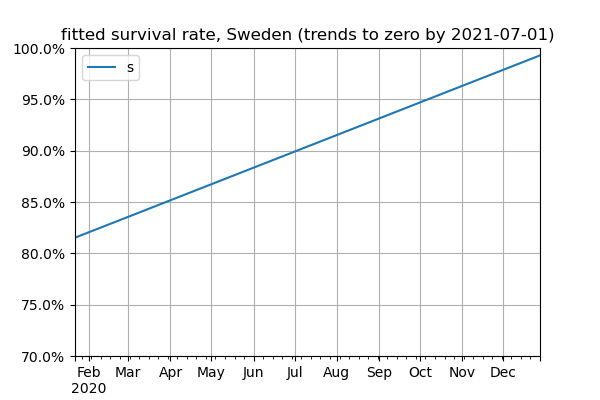 fitted survival rate, Sweden (trends to zero by 2021-07-01)
100.0%
s
95.0%
90.0%
85.0%
80.0%
75.0%
70.0%
Feb Mar Apr May Jun Jul Aug Sep Oct Nov Dec
2020